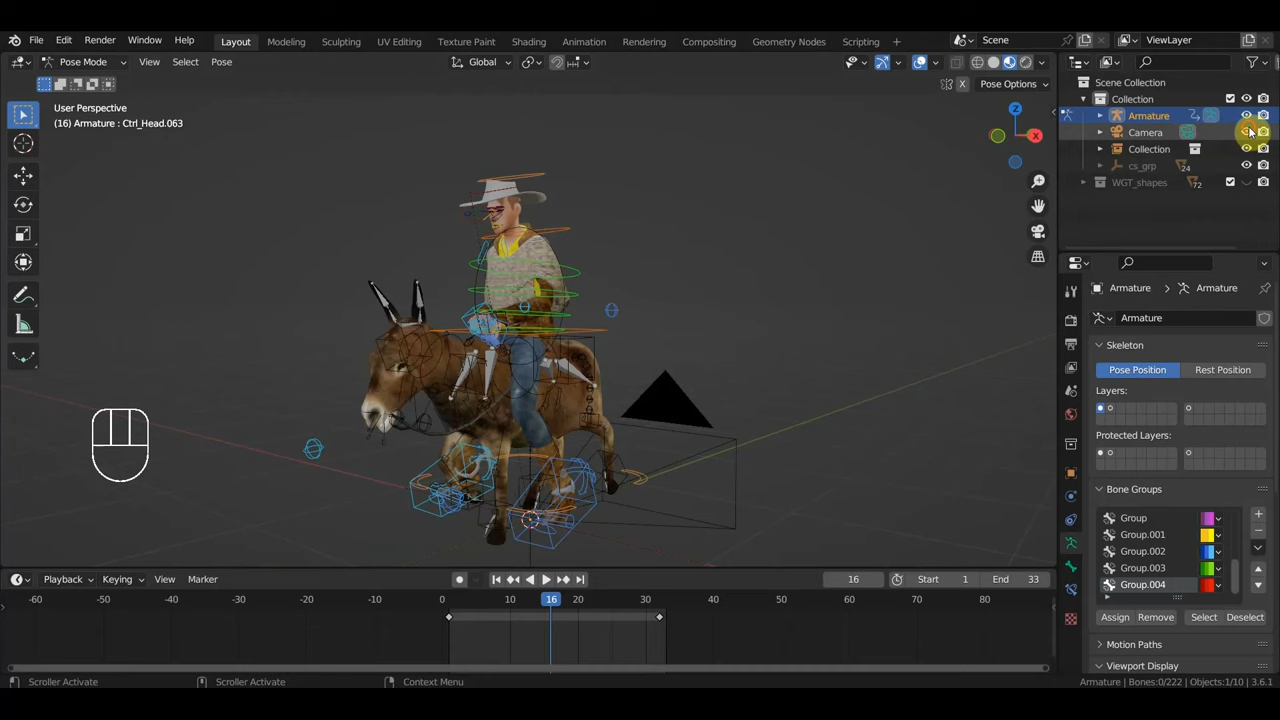 File Edit Render Window Help Layout Modeling Sculpting UV Editing Texture Paint Shading Animation Rendering Compositing Geometry Nodes Scripting + Scene ViewLayer
Pose Mode View Select Pose Global
X Pose Options
User Perspective
(16) Armature : Ctrl_Head.063
Z
X
Scene Collection
Collection
Armature
Camera
Collection
cs_grp 24
WGT_shapes 72
Armature > Armature
Armature
Skeleton
Pose Position Rest Position
Layers:
Protected Layers:
Bone Groups
Group
Group.001
Group.002
Group.003
Group.004
Assign Remove Select Deselect
Motion Paths
Viewport Display
Playback Keying View Marker 16 Start 1 End 33
-60 -50 -40 -30 -20 -10 0 10 16 20 30 40 50 60 70 80
Scroller Activate Scroller Activate Context Menu Armature | Bones:0/222 | Objects:1/10 | 3.6.1